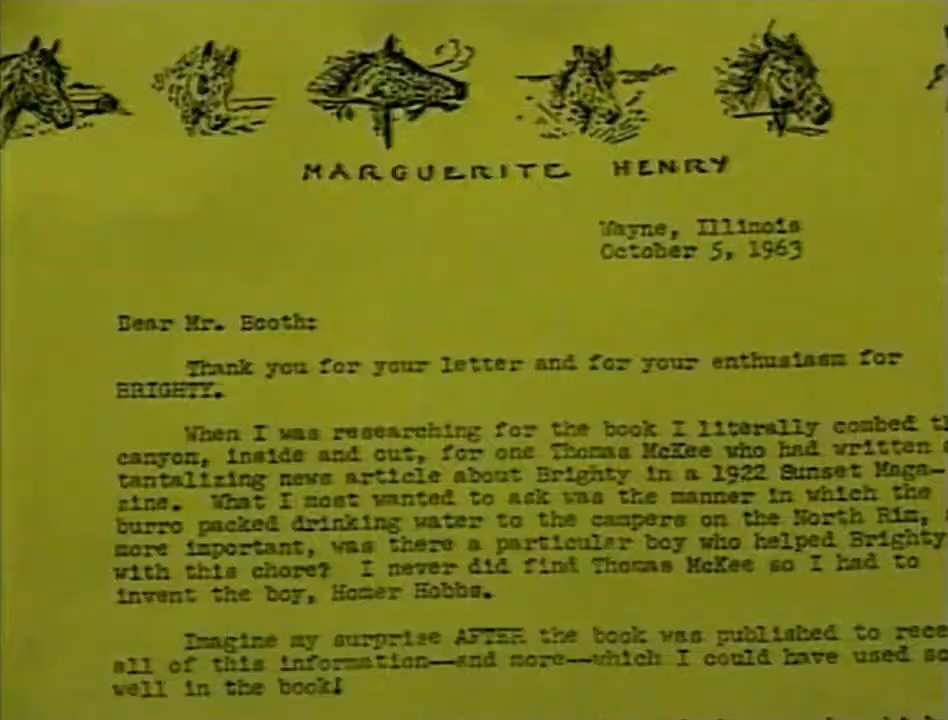 MARGUERITE HENRY
Wayne, Illinois
October 5, 1963
Dear Mr. Booth:
Thank you for your letter and for your enthusiasm for
BRIGHTY.
When I was researching for the book I literally combed
canyon, inside and out, for one Thomas McKee who had written
tantalizing news article about Brighty in a 1922 Sunset Maga-
zine. What I most wanted to ask was the manner in which the
burro packed drinking water to the campers on the North Rim,
more important, was there a particular boy who helped Brighty
with this chore? I never did find Thomas McKee so I had to
invent the boy, Homer Hobbs.
Imagine my surprise AFTER the book was published to
all of this information--and more--which I could have used
well in the book!